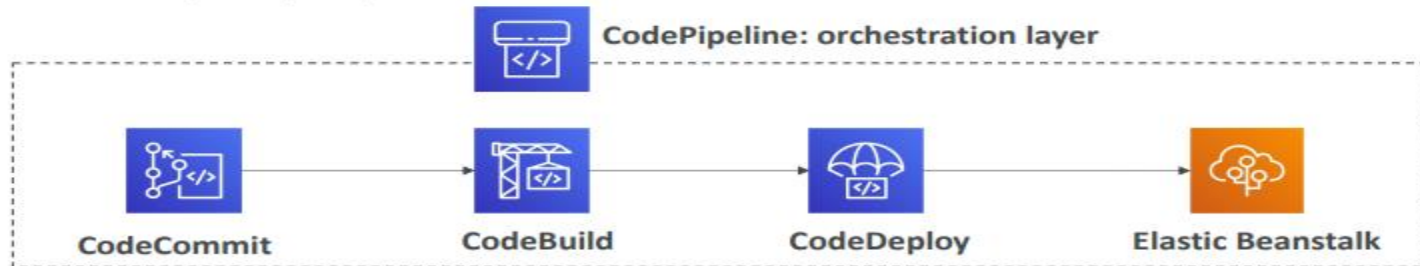 CodePipeline: orchestration layer
</>
</>
</>
</>
CodeCommit
CodeBuild
CodeDeploy
Elastic Beanstalk